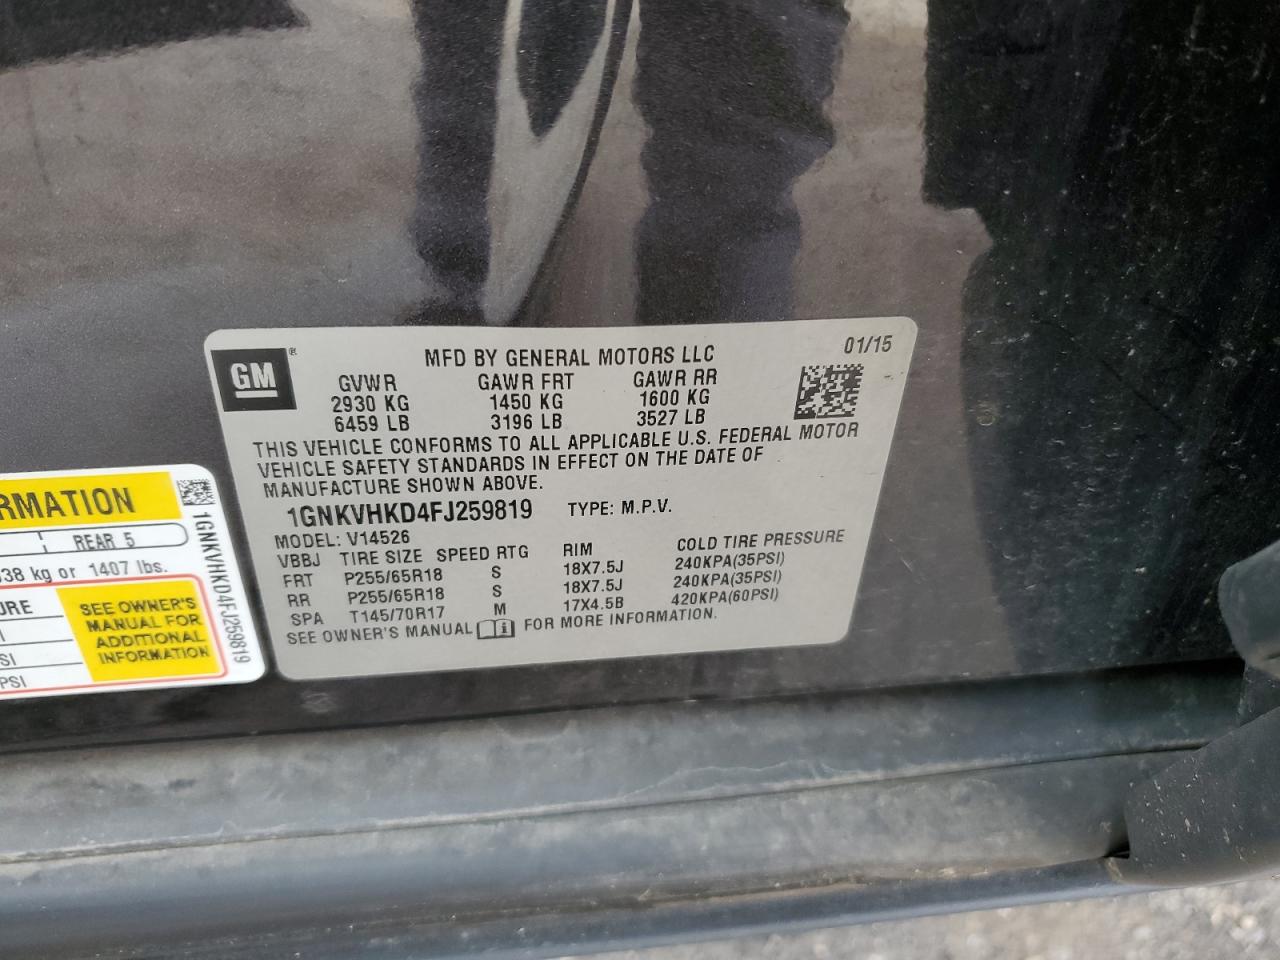 GM®
MFD BY GENERAL MOTORS LLC
01/15
GVWR GAWR FRT GAWR RR
2930 KG 1450 KG 1600 KG
6459 LB 3196 LB 3527 LB
THIS VEHICLE CONFORMS TO ALL APPLICABLE U.S. FEDERAL MOTOR
VEHICLE SAFETY STANDARDS IN EFFECT ON THE DATE OF
MANUFACTURE SHOWN ABOVE.
1GNKVHKD4FJ259819 TYPE: M.P.V.
MODEL: V14526
VBBJ TIRE SIZE SPEED RTG RIM COLD TIRE PRESSURE
FRT P255/65R18 S 18X7.5J 240KPA(35PSI)
RR P255/65R18 S 18X7.5J 240KPA(35PSI)
SPA T145/70R17 M 17X4.5B 420KPA(60PSI)
SEE OWNER'S MANUAL i FOR MORE INFORMATION.
RMATION
REAR 5
38 kg or 1407 lbs.
URE
SI
PSI
SEE OWNER'S
MANUAL FOR
ADDITIONAL
INFORMATION
1GNKVHKD4FJ259819